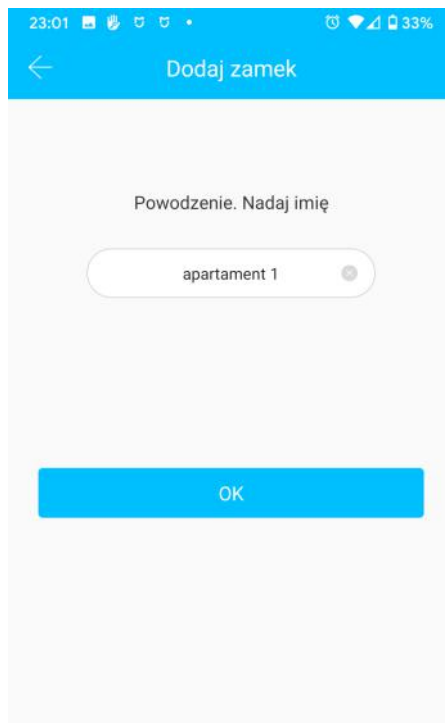 23:01 33%
Dodaj zamek
Powodzenie. Nadaj imię
apartament 1
OK